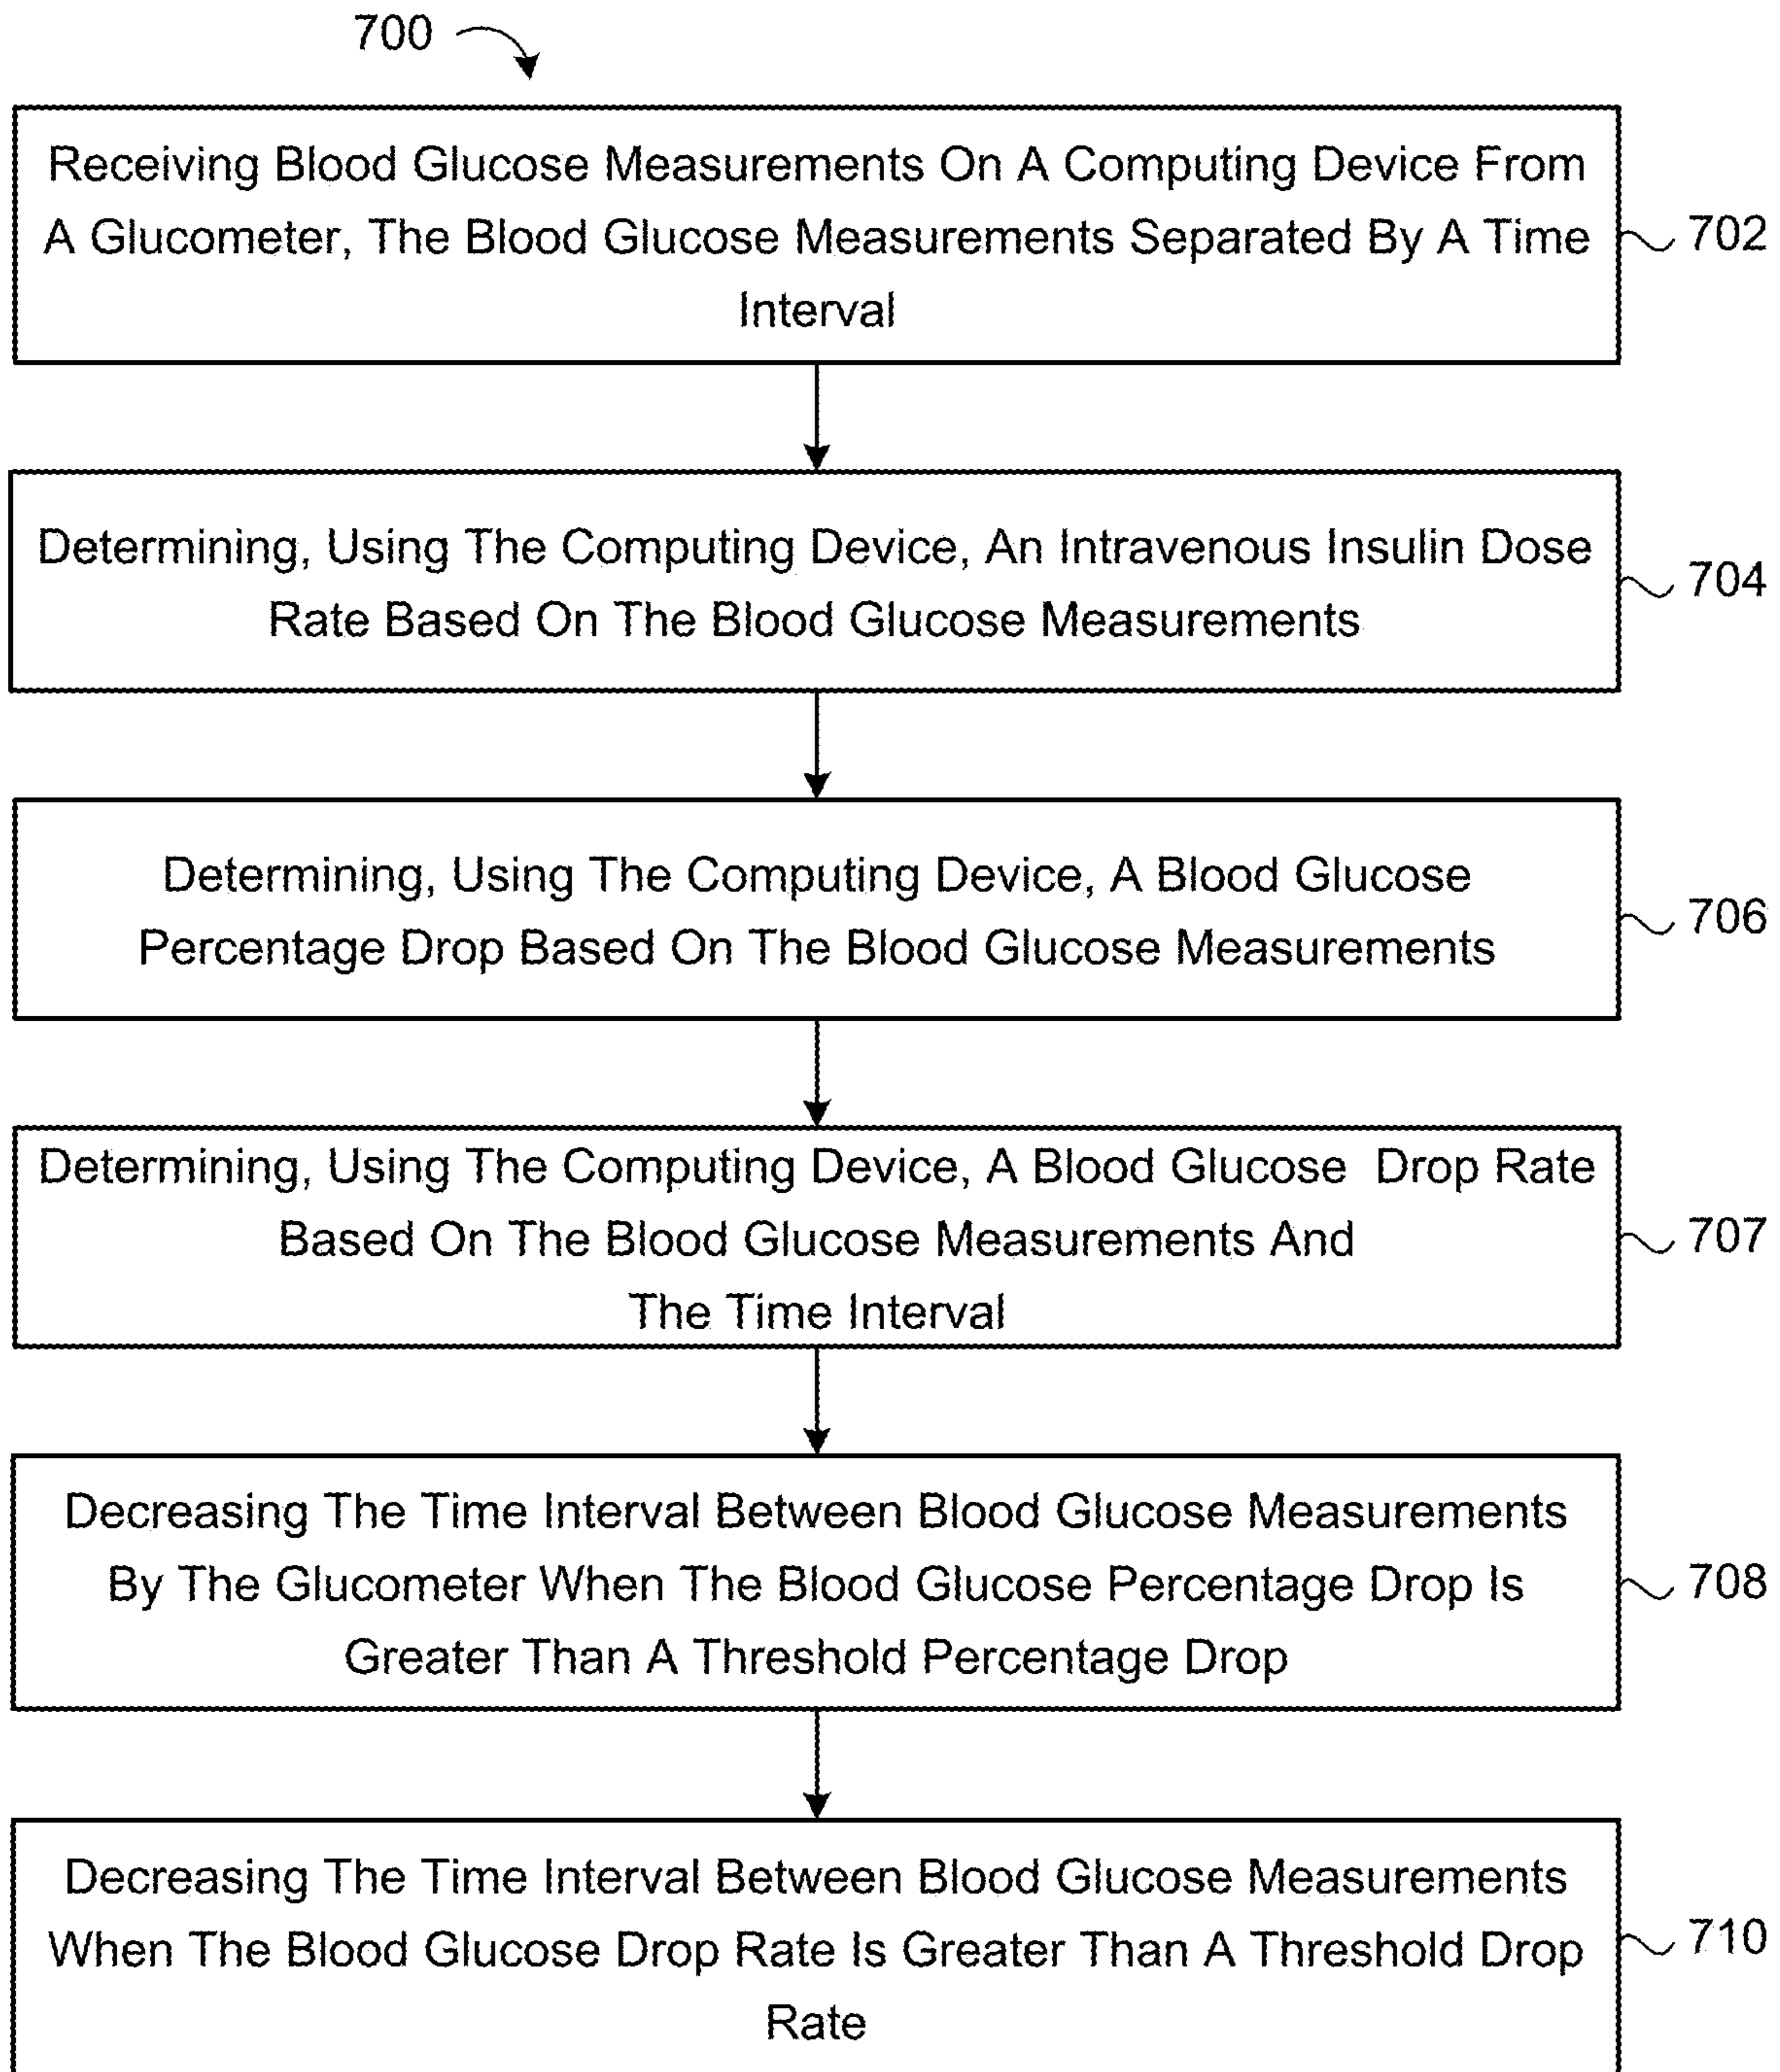 700
Receiving Blood Glucose Measurements On A Computing Device From
A Glucometer, The Blood Glucose Measurements Separated By A Time
Interval
702
Determining, Using The Computing Device, An Intravenous Insulin Dose
Rate Based On The Blood Glucose Measurements
704
Determining, Using The Computing Device, A Blood Glucose
Percentage Drop Based On The Blood Glucose Measurements
706
Determining, Using The Computing Device, A Blood Glucose Drop Rate
Based On The Blood Glucose Measurements And
The Time Interval
707
Decreasing The Time Interval Between Blood Glucose Measurements
By The Glucometer When The Blood Glucose Percentage Drop Is
Greater Than A Threshold Percentage Drop
708
Decreasing The Time Interval Between Blood Glucose Measurements
When The Blood Glucose Drop Rate Is Greater Than A Threshold Drop
Rate
710